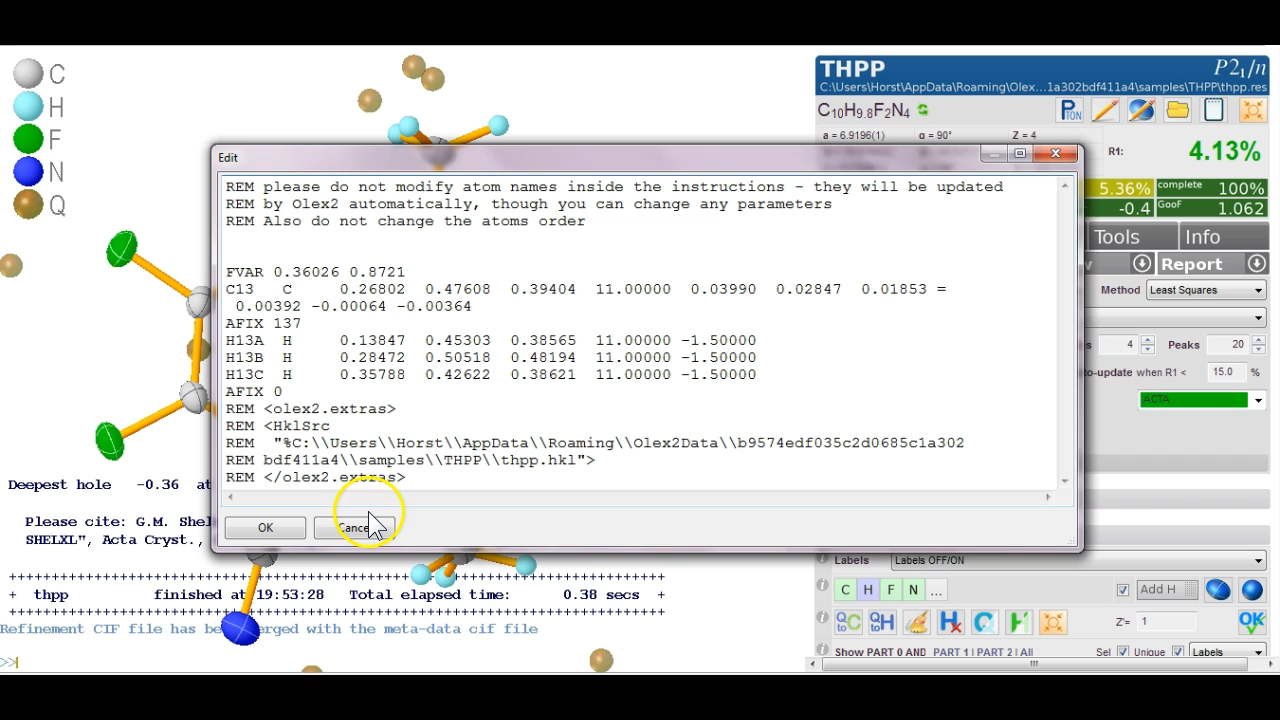 C
H
F
N
Q
THPP
P2₁/n
C:\Users\Horst\AppData\Roaming\Olex...1a302bdf411a4\samples\THPP\thpp.res
C₁₀H₉.₈F₂N₄
a = 6.9196(1) α = 90° Z = 4
R1: 4.13%
5.36% complete 100%
-0.4 GooF 1.062
Tools Info
Report
Method Least Squares
4 Peaks 20
to-update when R1 < 15.0 %
ACTA
Edit
REM please do not modify atom names inside the instructions - they will be updated
REM by Olex2 automatically, though you can change any parameters
REM Also do not change the atoms order
FVAR 0.36026 0.8721
C13 C 0.26802 0.47608 0.39404 11.00000 0.03990 0.02847 0.01853 =
0.00392 -0.00064 -0.00364
AFIX 137
H13A H 0.13847 0.45303 0.38565 11.00000 -1.50000
H13B H 0.28472 0.50518 0.48194 11.00000 -1.50000
H13C H 0.35788 0.42622 0.38621 11.00000 -1.50000
AFIX 0
REM <olex2.extras>
REM <HklSrc
REM "%C:\\Users\\Horst\\AppData\\Roaming\\Olex2Data\\b9574edf035c2d0685c1a302
REM bdf411a4\\samples\\THPP\\thpp.hkl">
REM </olex2.extras>
OK Cancel
Deepest hole -0.36 at
Please cite: G.M. Shel
SHELXL", Acta Cryst.,
++++++++++++++++++++++++++++++++++++++++++++++++++++++++++++++++++++++++++
+ thpp finished at 19:53:28 Total elapsed time: 0.38 secs +
++++++++++++++++++++++++++++++++++++++++++++++++++++++++++++++++++++++++++
Refinement CIF file has be erged with the meta-data cif file
>>
Labels Labels OFF/ON
C H F N ... Add H
QC QH H H Z'= 1 OK
Show PART 0 AND PART 1 | PART 2 | All Sel Unique Labels